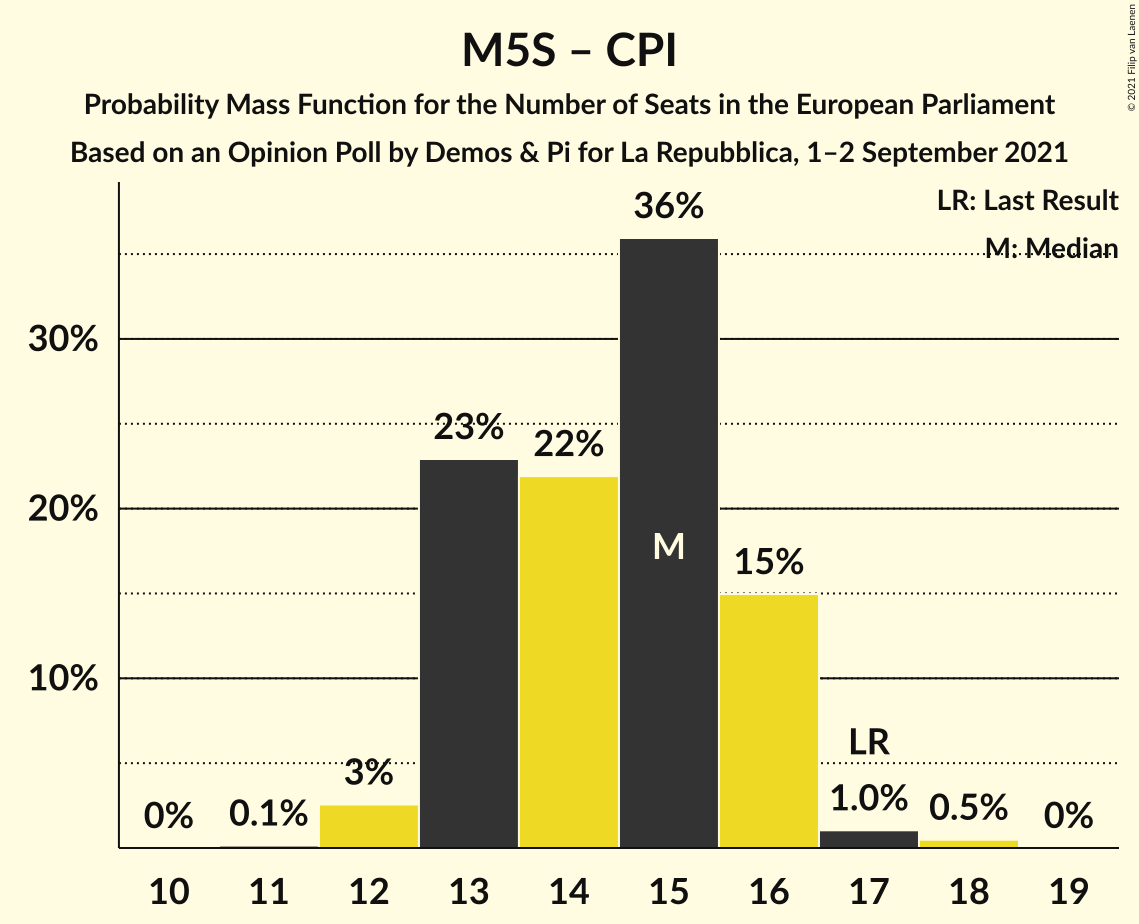 M5S – CPI
Probability Mass Function for the Number of Seats in the European Parliament
Based on an Opinion Poll by Demos & Pi for La Repubblica, 1–2 September 2021
© 2021 Filip van Laenen
LR: Last Result
M: Median
36%
30%
23%
22%
20%
M
15%
10%
LR
3%
1.0%
0.5%
0%
0.1%
0%
10 11 12 13 14 15 16 17 18 19